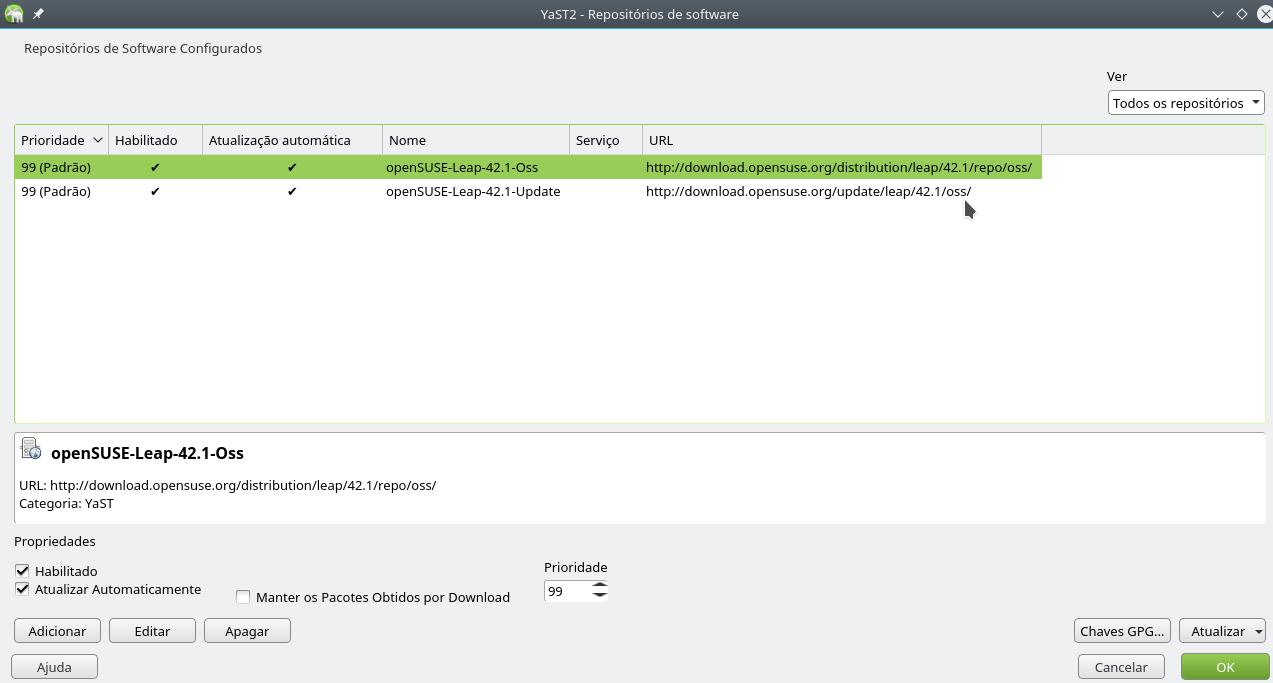 YaST2 - Repositórios de software
Repositórios de Software Configurados
Ver
Todos os repositórios
Prioridade Habilitado Atualização automática Nome Serviço URL
99 (Padrão) ✔ ✔ openSUSE-Leap-42.1-Oss http://download.opensuse.org/distribution/leap/42.1/repo/oss/
99 (Padrão) ✔ ✔ openSUSE-Leap-42.1-Update http://download.opensuse.org/update/leap/42.1/oss/
openSUSE-Leap-42.1-Oss
URL: http://download.opensuse.org/distribution/leap/42.1/repo/oss/
Categoria: YaST
Propriedades
Habilitado
Atualizar Automaticamente
Manter os Pacotes Obtidos por Download
Prioridade
99
Adicionar Editar Apagar Chaves GPG... Atualizar
Ajuda Cancelar OK